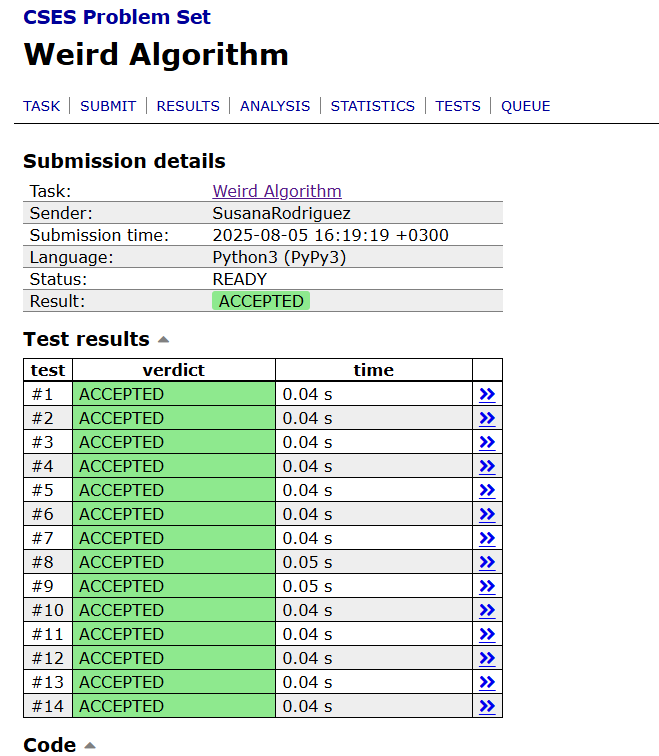 CSES Problem Set
Weird Algorithm
TASK | SUBMIT | RESULTS | ANALYSIS | STATISTICS | TESTS | QUEUE
Submission details
Task: Weird Algorithm
Sender: SusanaRodriguez
Submission time: 2025-08-05 16:19:19 +0300
Language: Python3 (PyPy3)
Status: READY
Result: ACCEPTED
Test results
test verdict time
#1 ACCEPTED 0.04 s »
#2 ACCEPTED 0.04 s »
#3 ACCEPTED 0.04 s »
#4 ACCEPTED 0.04 s »
#5 ACCEPTED 0.04 s »
#6 ACCEPTED 0.04 s »
#7 ACCEPTED 0.04 s »
#8 ACCEPTED 0.05 s »
#9 ACCEPTED 0.05 s »
#10 ACCEPTED 0.04 s »
#11 ACCEPTED 0.04 s »
#12 ACCEPTED 0.04 s »
#13 ACCEPTED 0.04 s »
#14 ACCEPTED 0.04 s »
Code